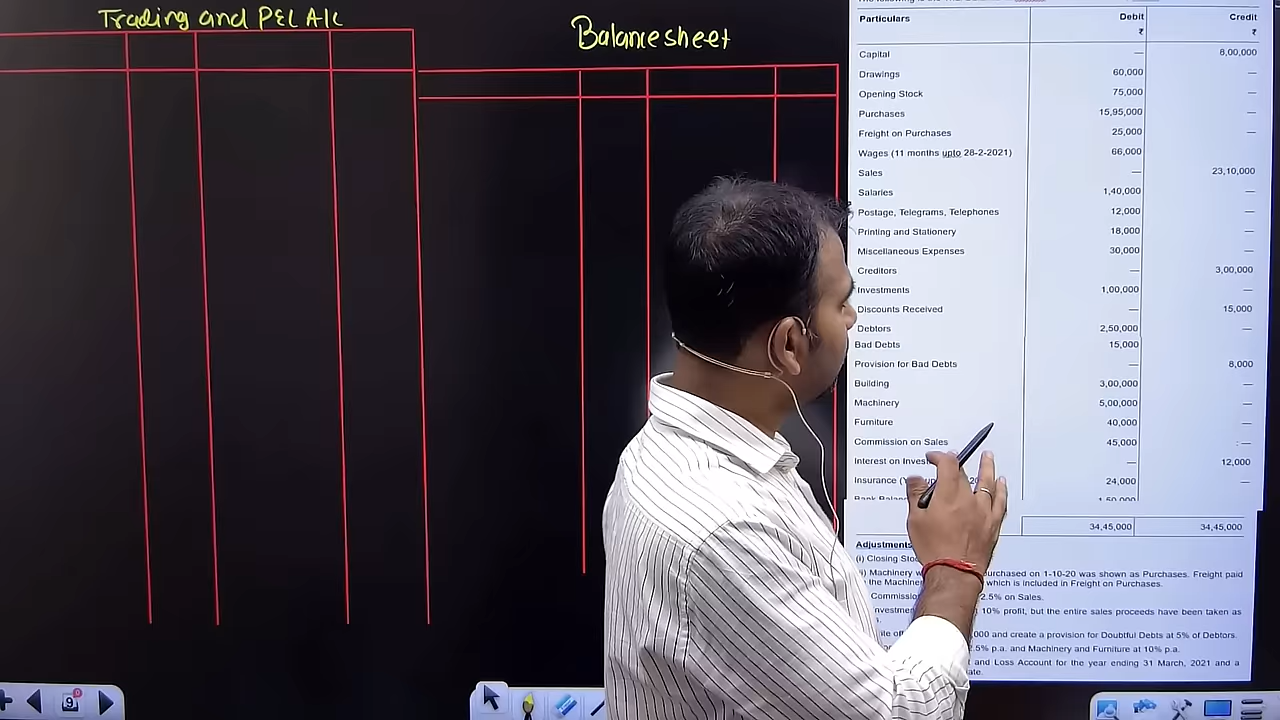 Trading and P&L A/c
Balance sheet
Particulars Debit Credit
₹ ₹
Capital — 8,00,000
Drawings 60,000 —
Opening Stock 75,000 —
Purchases 15,95,000 —
Freight on Purchases 25,000 —
Wages (11 months upto 28-2-2021) 66,000
Sales — 23,10,000
Salaries 1,40,000 —
Postage, Telegrams, Telephones 12,000 —
Printing and Stationery 18,000 —
Miscellaneous Expenses 30,000 —
Creditors — 3,00,000
Investments 1,00,000 —
Discounts Received — 15,000
Debtors 2,50,000 —
Bad Debts 15,000
Provision for Bad Debts — 8,000
Building 3,00,000 —
Machinery 5,00,000 —
Furniture 40,000 —
Commission on Sales 45,000 : —
Interest on — 12,000
Insurance 24,000 —
34,45,000 34,45,000
Adjustments
(i) Closing
Machinery purchased on 1-10-20 was shown as Purchases. Freight paid
the which is included in Freight on Purchases.
2.5% on Sales.
10% profit, but the entire sales proceeds have been taken as
and create a provision for Doubtful Debts at 5% of Debtors.
p.a. and Machinery and Furniture at 10% p.a.
and Loss Account for the year ending 31 March, 2021 and a
9